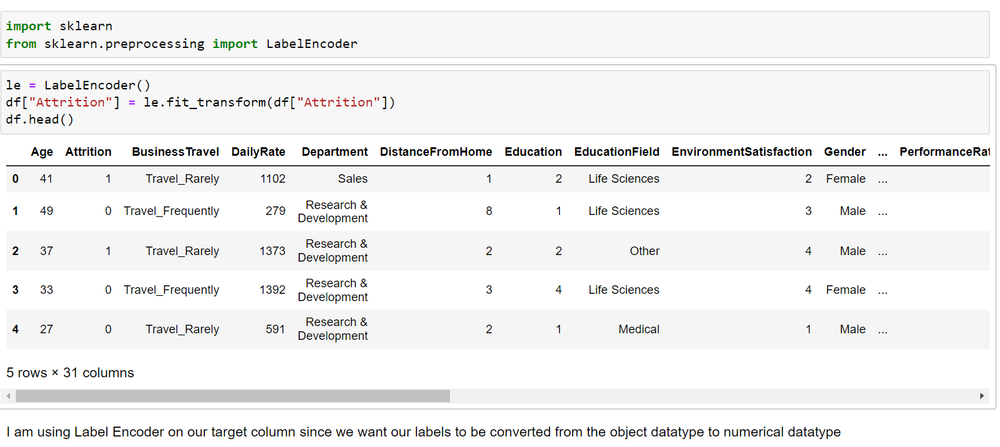 import sklearn
from sklearn.preprocessing import LabelEncoder
le = LabelEncoder()
df["Attrition"] = le.fit_transform(df["Attrition"])
df.head()
Age Attrition BusinessTravel DailyRate Department DistanceFromHome Education EducationField EnvironmentSatisfaction Gender ... PerformanceRat
0 41 1 Travel_Rarely 1102 Sales 1 2 Life Sciences 2 Female ...
1 49 0 Travel_Frequently 279 Research & Development 8 1 Life Sciences 3 Male ...
2 37 1 Travel_Rarely 1373 Research & Development 2 2 Other 4 Male ...
3 33 0 Travel_Frequently 1392 Research & Development 3 4 Life Sciences 4 Female ...
4 27 0 Travel_Rarely 591 Research & Development 2 1 Medical 1 Male ...
5 rows × 31 columns
I am using Label Encoder on our target column since we want our labels to be converted from the object datatype to numerical datatype